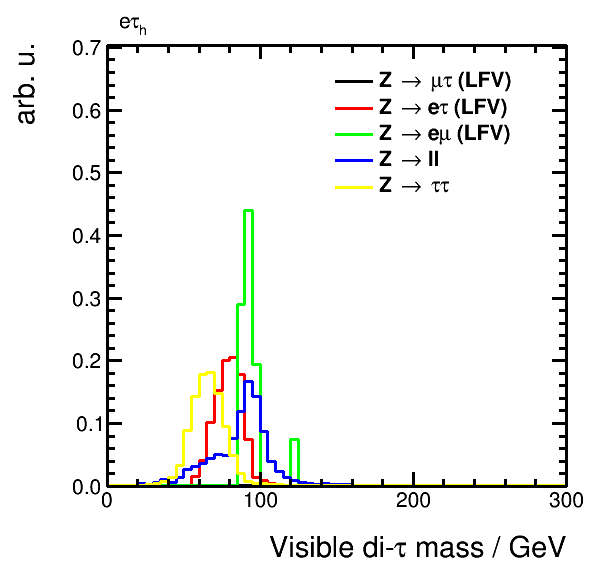 eτh
arb. u.
0.7
0.6
0.5
0.4
0.3
0.2
0.1
0.0
Z → μτ (LFV)
Z → eτ (LFV)
Z → eμ (LFV)
Z → ll
Z → ττ
0 100 200 300
Visible di-τ mass / GeV